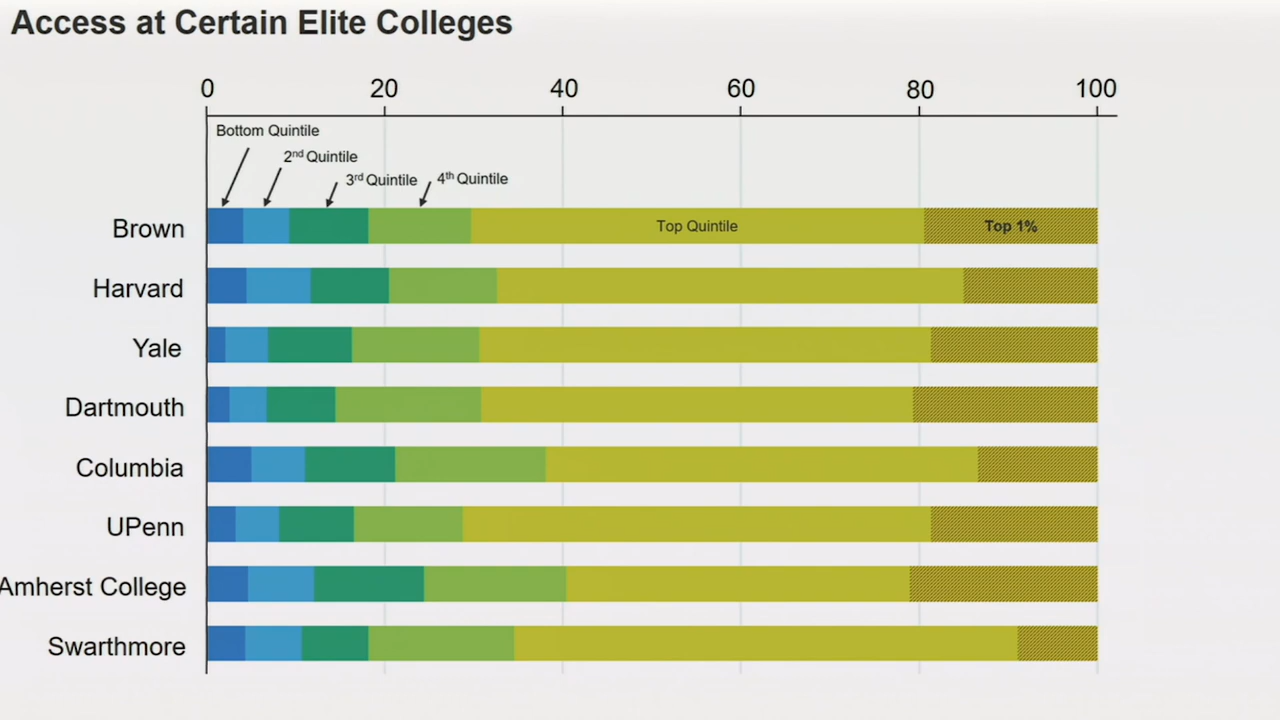 Access at Certain Elite Colleges
0 20 40 60 80 100
Bottom Quintile
2nd Quintile
3rd Quintile 4th Quintile
Brown Top Quintile Top 1%
Harvard
Yale
Dartmouth
Columbia
UPenn
Amherst College
Swarthmore